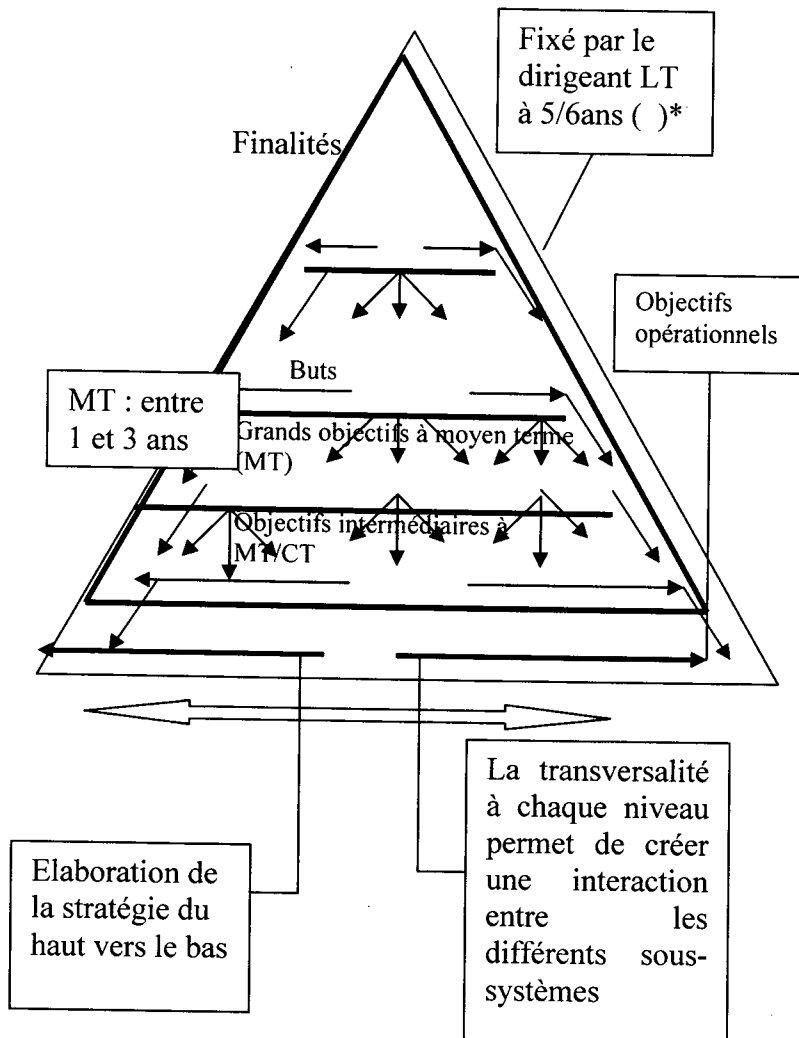 Fixé par le
dirigeant LT
à 5/6ans (  )*
Finalités
Objectifs
opérationnels
Buts
MT : entre
1 et 3 ans
Grands objectifs à moyen terme
(MT)
Objectifs intermédiaires à
MT/CT
La transversalité
à chaque niveau
permet de créer
une interaction
entre les
différents sous-
systèmes
Elaboration de
la stratégie du
haut vers le bas